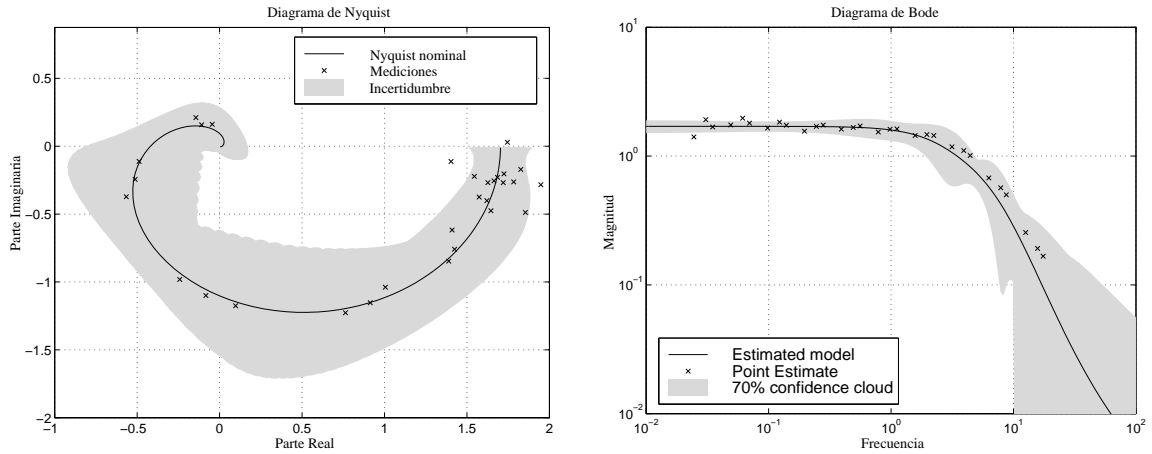 Diagrama de Nyquist
Nyquist nominal
Mediciones
Incertidumbre
0.5
0
−0.5
−1
−1.5
−2
Parte Imaginaria
−1
−0.5
0
0.5
1
1.5
2
Parte Real
Diagrama de Bode
10^1
10^0
10^−1
10^−2
Magnitud
Estimated model
Point Estimate
70% confidence cloud
10^−2
10^−1
10^0
10^1
10^2
Frecuencia